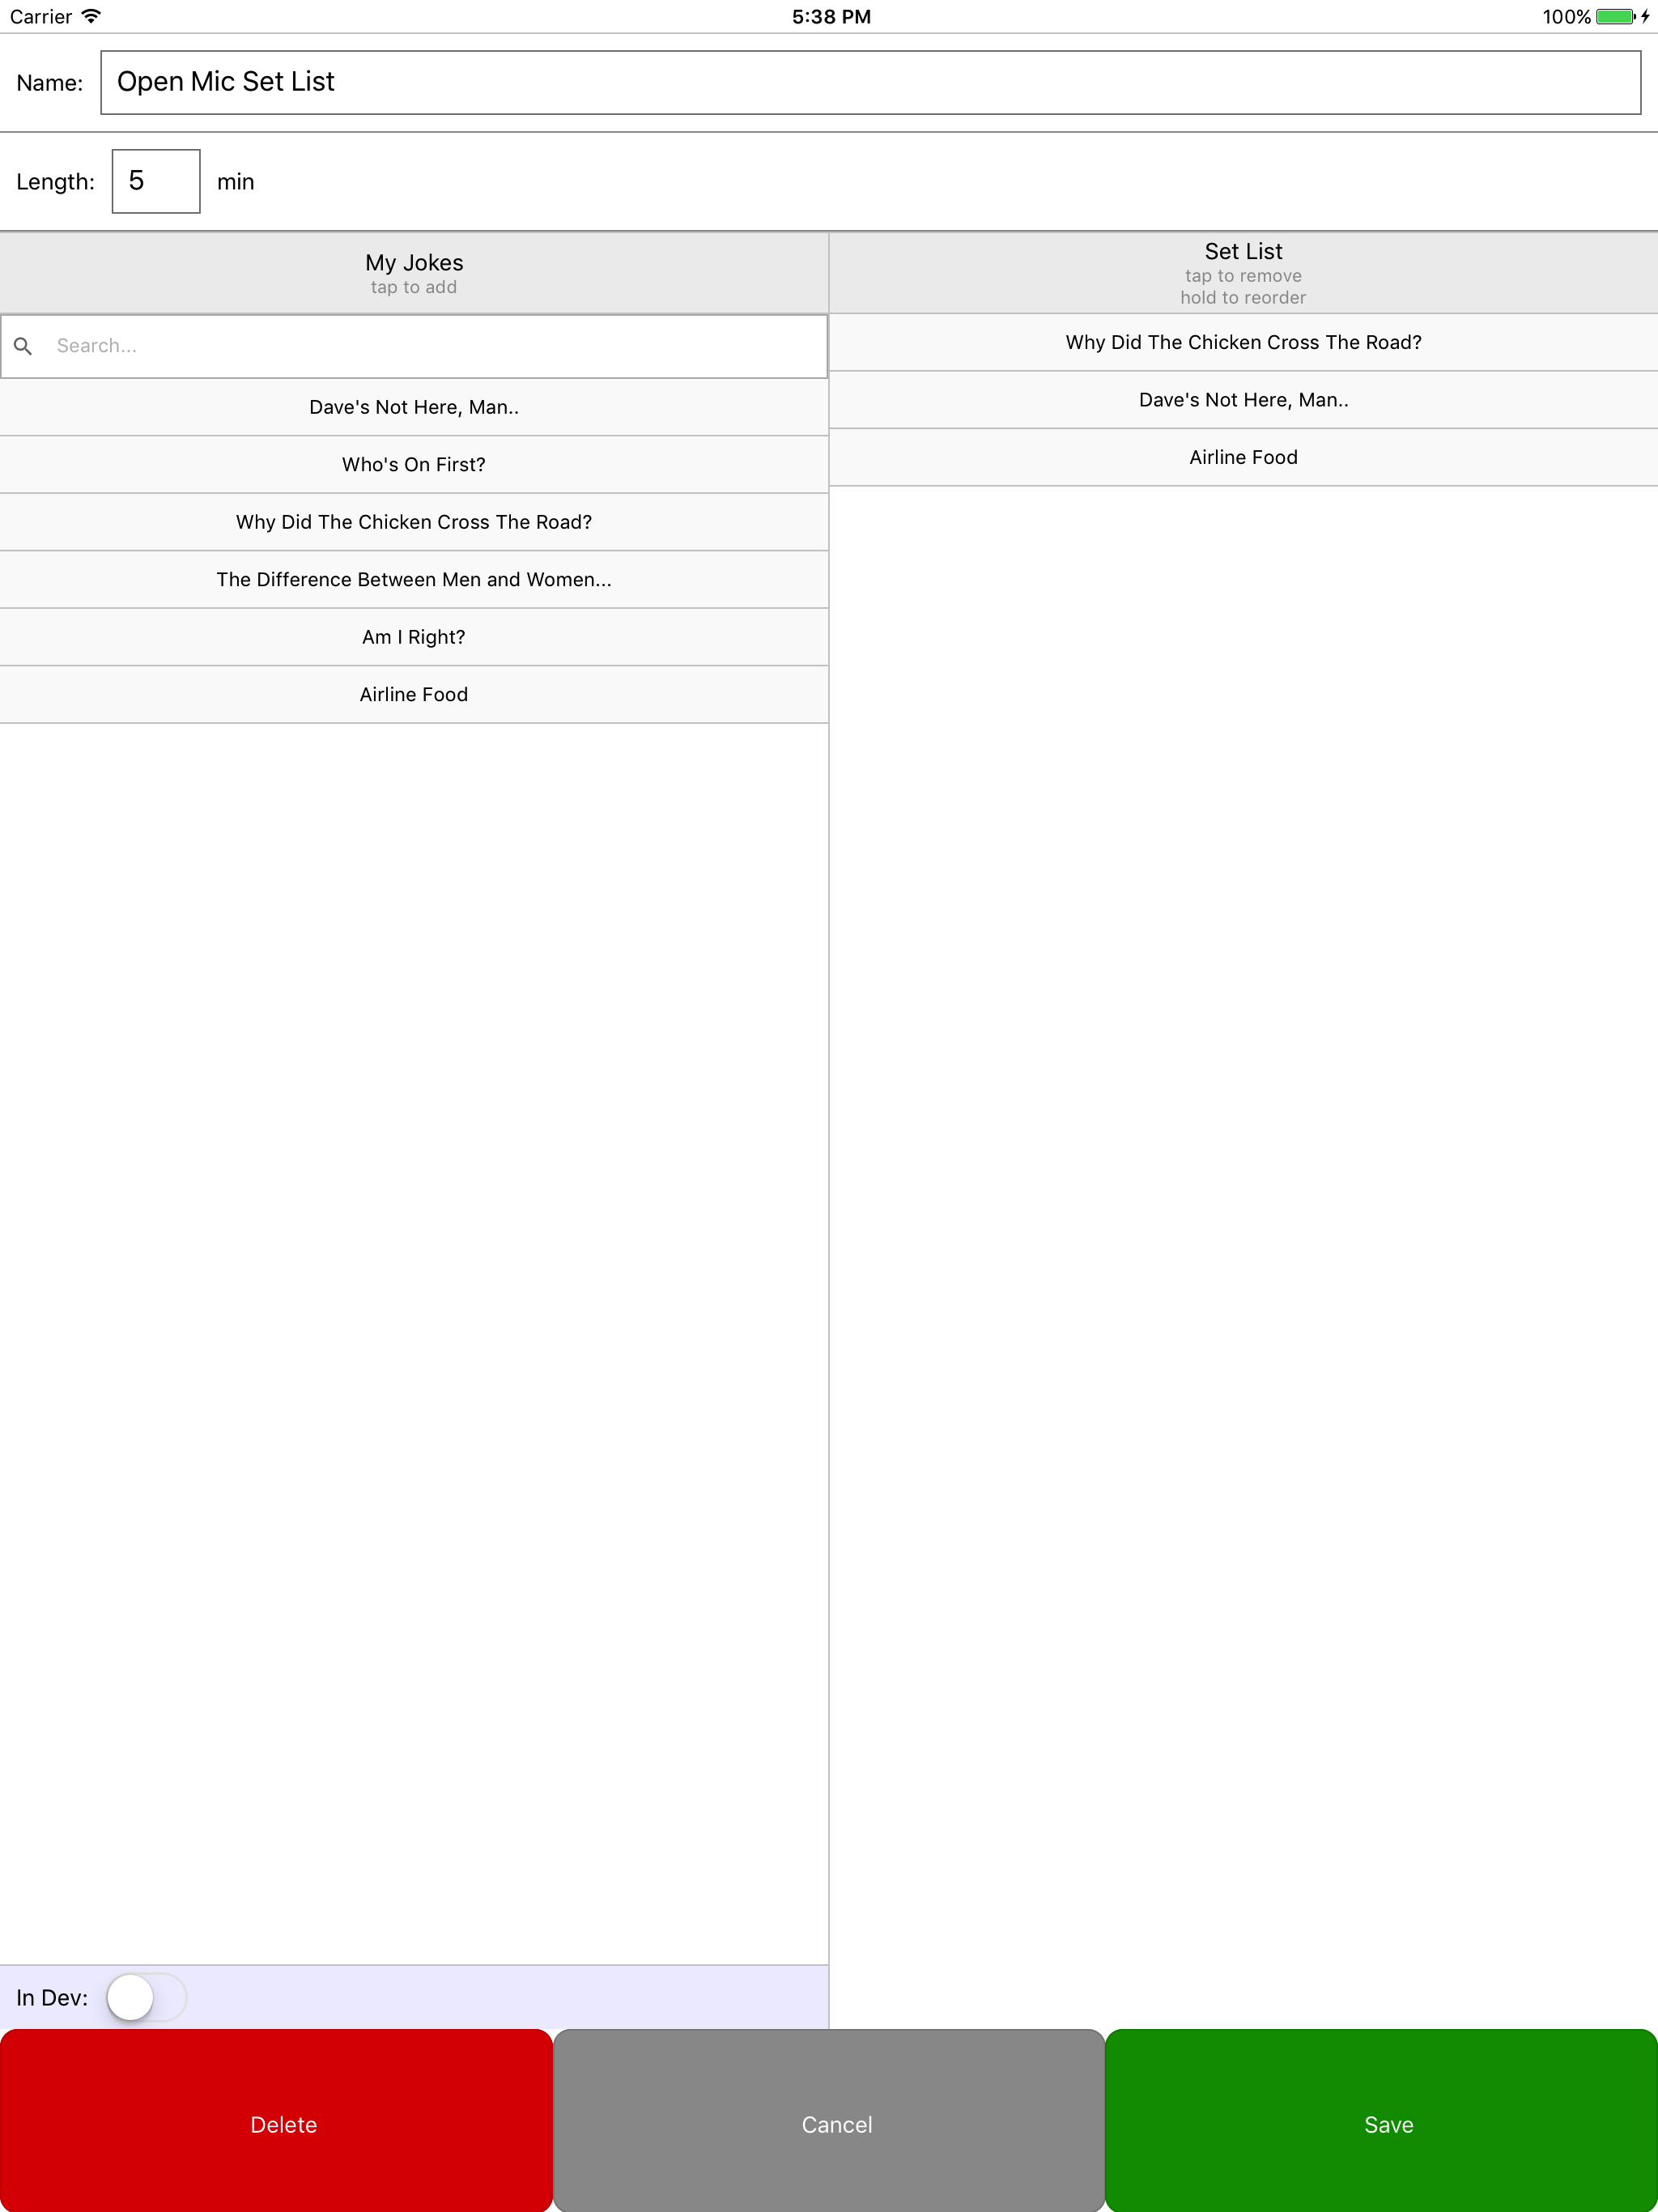 Carrier 5:38 PM 100%
Name: Open Mic Set List
Length: 5 min
My Jokes
tap to add
Search...
Dave's Not Here, Man..
Who's On First?
Why Did The Chicken Cross The Road?
The Difference Between Men and Women...
Am I Right?
Airline Food
In Dev:
Set List
tap to remove
hold to reorder
Why Did The Chicken Cross The Road?
Dave's Not Here, Man..
Airline Food
Delete Cancel Save